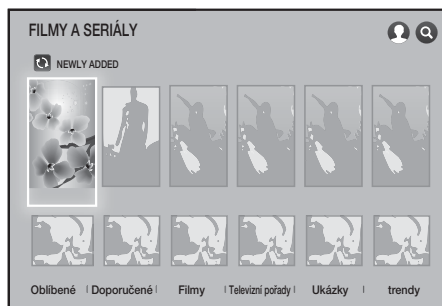 FILMY A SERIÁLY
NEWLY ADDED
Oblíbené | Doporučené | Filmy | Televizní pořady | Ukázky | trendy